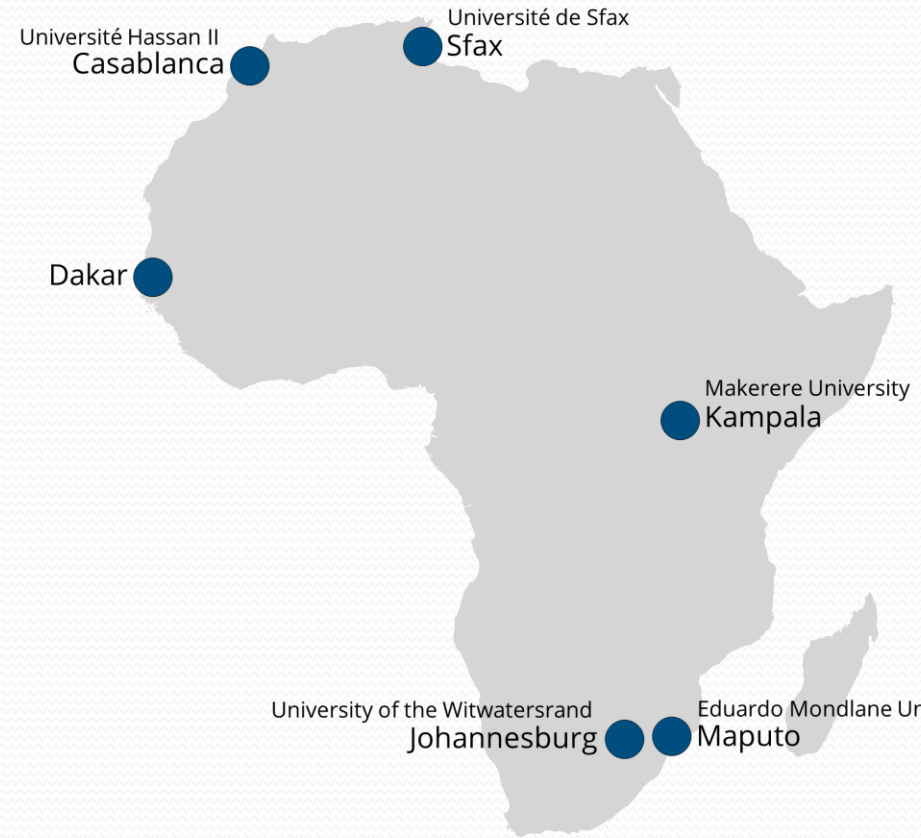 Université de Sfax
Sfax
Université Hassan II
Casablanca
Dakar
Makerere University
Kampala
University of the Witwatersrand
Johannesburg
Eduardo Mondlane
Maputo